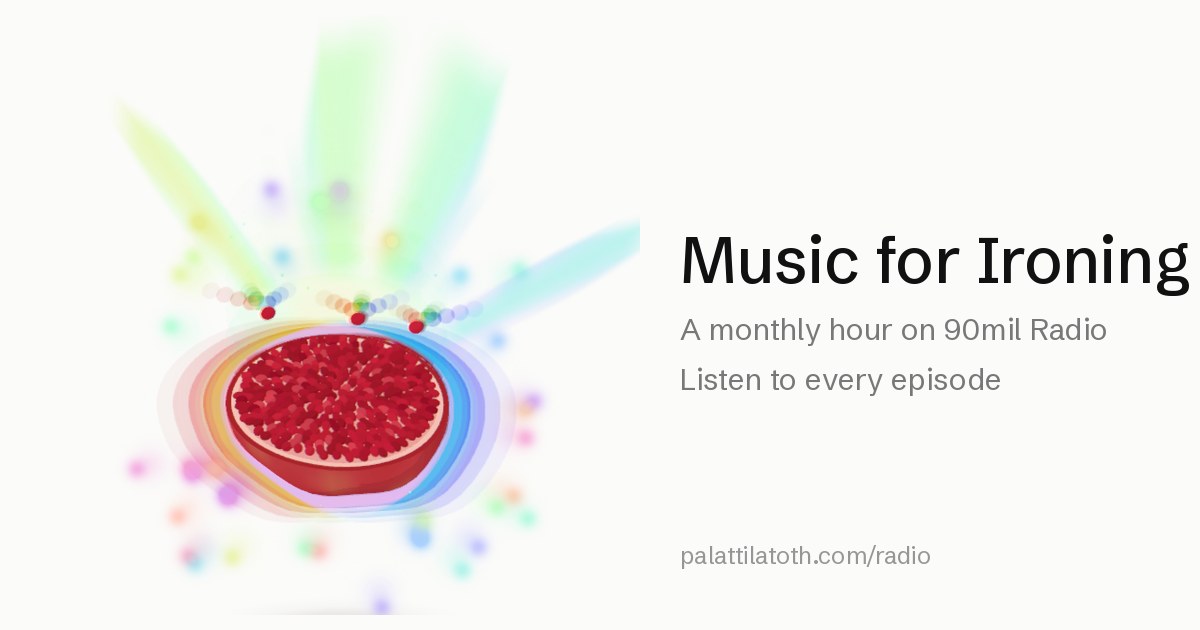 Music for Ironing
A monthly hour on 90mil Radio
Listen to every episode
palattilatoth.com/radio